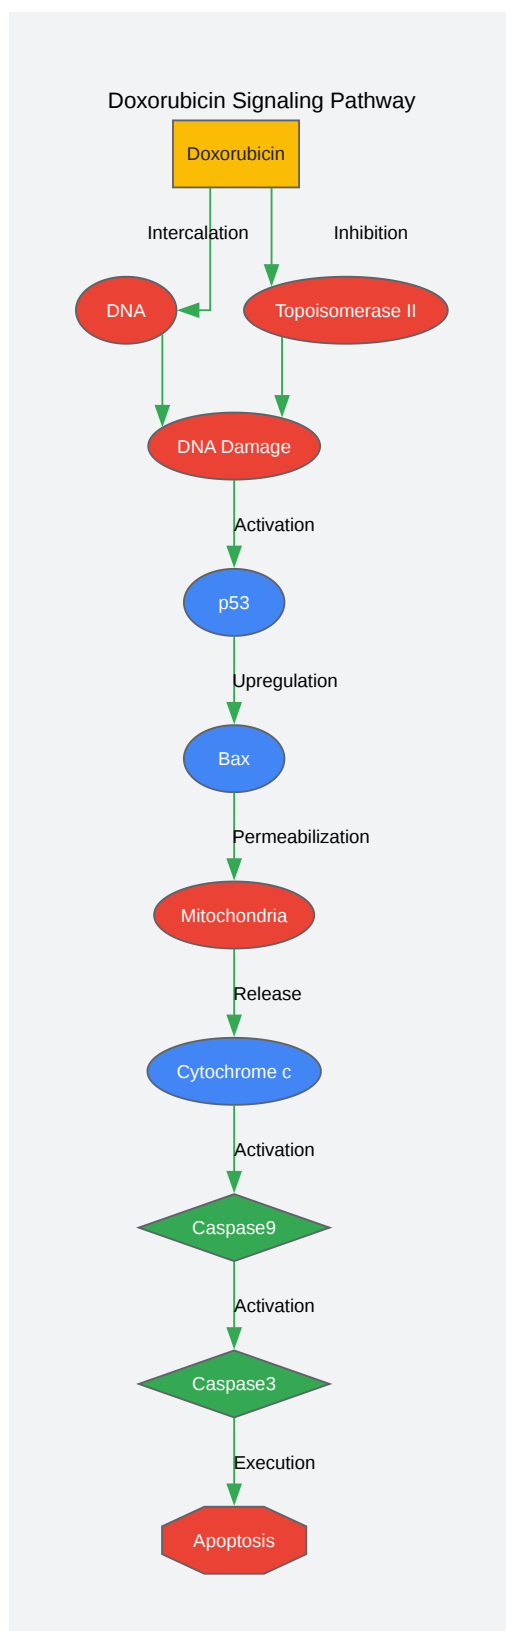 Doxorubicin Signaling Pathway
Doxorubicin
Intercalation
Inhibition
DNA
Topoisomerase II
DNA Damage
Activation
p53
Upregulation
Bax
Permeabilization
Mitochondria
Release
Cytochrome c
Activation
Caspase9
Activation
Caspase3
Execution
Apoptosis